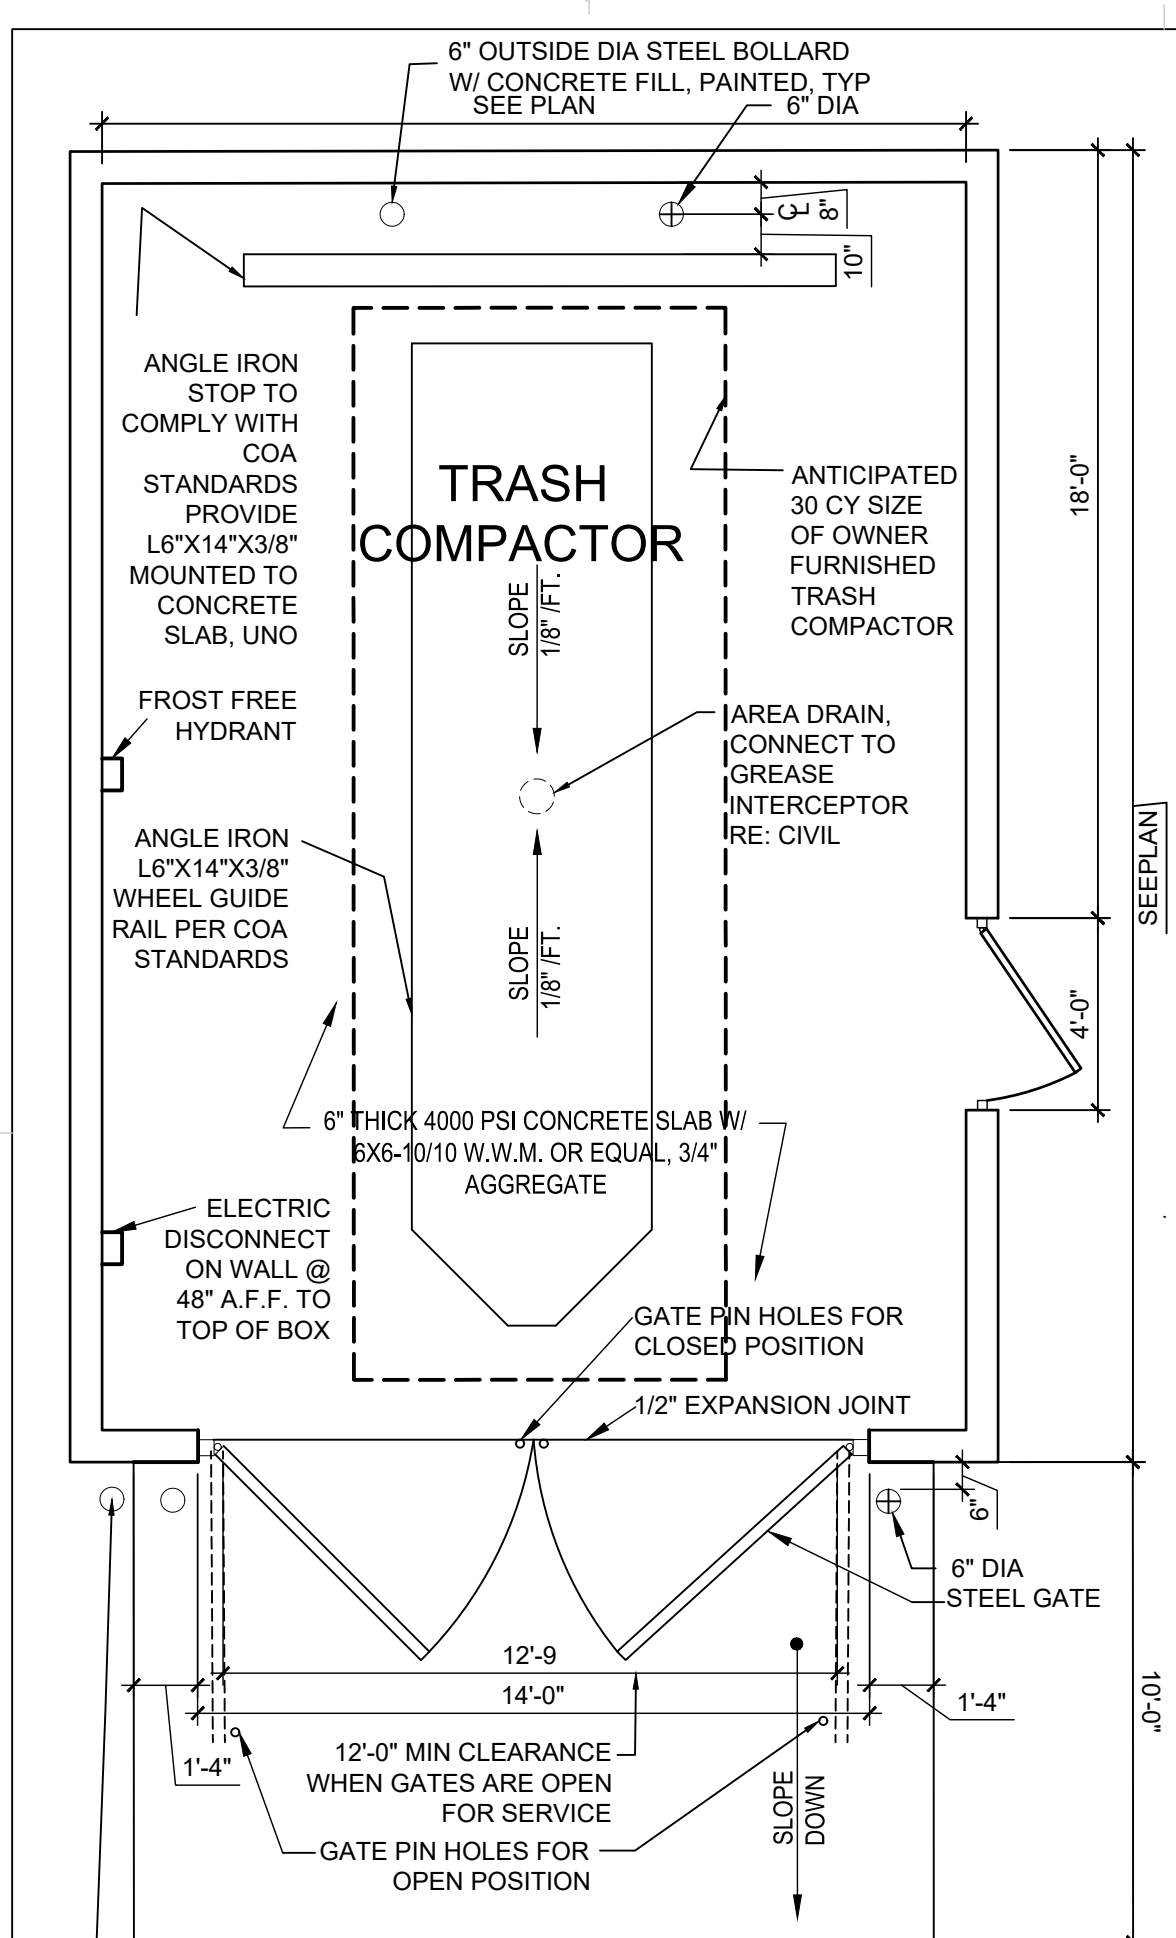 6" OUTSIDE DIA STEEL BOLLARD
W/ CONCRETE FILL, PAINTED, TYP
SEE PLAN
6" DIA
CL
8"
10"
ANGLE IRON
STOP TO
COMPLY WITH
COA
STANDARDS
PROVIDE
L6"X14"X3/8"
MOUNTED TO
CONCRETE
SLAB, UNO
TRASH
COMPACTOR
ANTICIPATED
30 CY SIZE
OF OWNER
FURNISHED
TRASH
COMPACTOR
18'-0"
SLOPE
1/8" /FT.
FROST FREE
HYDRANT
AREA DRAIN,
CONNECT TO
GREASE
INTERCEPTOR
RE: CIVIL
ANGLE IRON
L6"X14"X3/8"
WHEEL GUIDE
RAIL PER COA
STANDARDS
SEEPLAN
SLOPE
1/8" /FT.
4'-0"
6" THICK 4000 PSI CONCRETE SLAB W/
6X6-10/10 W.W.M. OR EQUAL, 3/4"
AGGREGATE
ELECTRIC
DISCONNECT
ON WALL @
48" A.F.F. TO
TOP OF BOX
GATE PIN HOLES FOR
CLOSED POSITION
1/2" EXPANSION JOINT
6"
6" DIA
STEEL GATE
12'-9
14'-0"
1'-4"
1'-4"
10'-0"
12'-0" MIN CLEARANCE
WHEN GATES ARE OPEN
FOR SERVICE
SLOPE
DOWN
GATE PIN HOLES FOR
OPEN POSITION